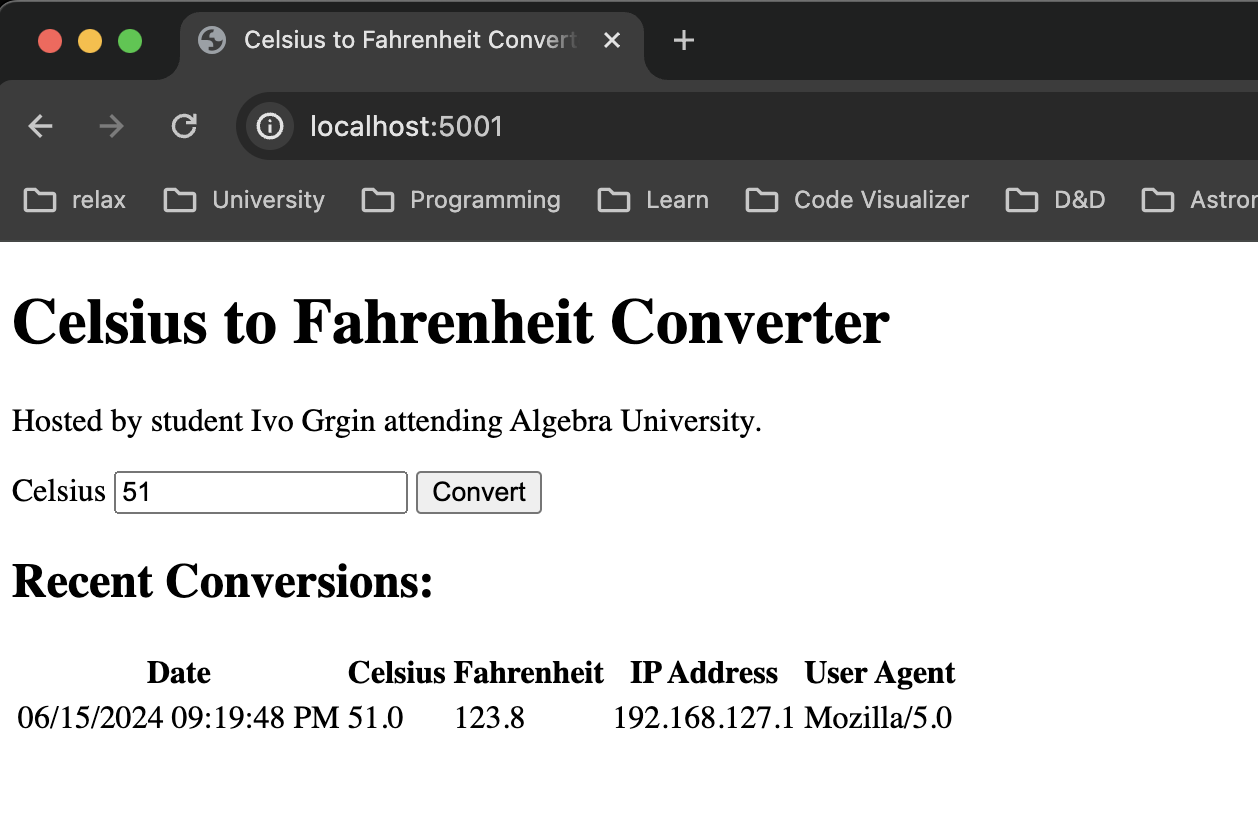 Celsius to Fahrenheit Convert
localhost:5001
relax University Programming Learn Code Visualizer D&D Astron
Celsius to Fahrenheit Converter
Hosted by student Ivo Grgin attending Algebra University.
Celsius 51 Convert
Recent Conversions:
Date Celsius Fahrenheit IP Address User Agent
06/15/2024 09:19:48 PM 51.0 123.8 192.168.127.1 Mozilla/5.0